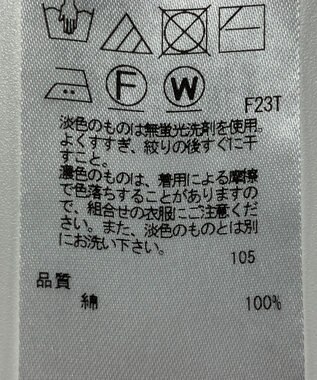 F W
F23T
淡色のものは無蛍光洗剤を使用。
よくすすぎ、絞りの後すぐに干
すこと。
濃色のものは、着用による摩擦
で色落ちすることがありますの
で、組合せの衣服にご注意くだ
さい。また、淡色のものとは別
にお洗い下さい。
105
品質
綿 100%